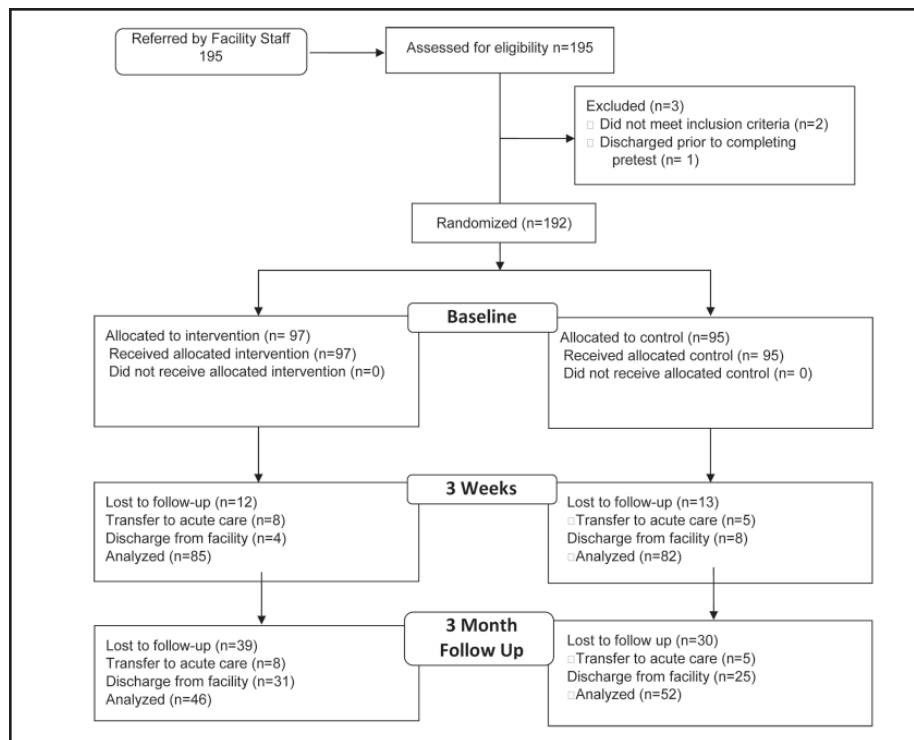 Referred by Facility Staff
195
Assessed for eligibility n=195
Excluded (n=3)
Did not meet inclusion criteria (n=2)
Discharged prior to completing
pretest (n= 1)
Randomized (n=192)
Baseline
Allocated to intervention (n= 97)
Received allocated intervention (n=97)
Did not receive allocated intervention (n=0)
Allocated to control (n=95)
Received allocated control (n= 95)
Did not receive allocated control (n= 0)
3 Weeks
Lost to follow-up (n=12)
Transfer to acute care (n=8)
Discharge from facility (n=4)
Analyzed (n=85)
Lost to follow-up (n=13)
Transfer to acute care (n=5)
Discharge from facility (n=8)
Analyzed (n=82)
3 Month
Follow Up
Lost to follow-up (n=39)
Transfer to acute care (n=8)
Discharge from facility (n=31)
Analyzed (n=46)
Lost to follow up (n=30)
Transfer to acute care (n=5)
Discharge from facility (n=25)
Analyzed (n=52)